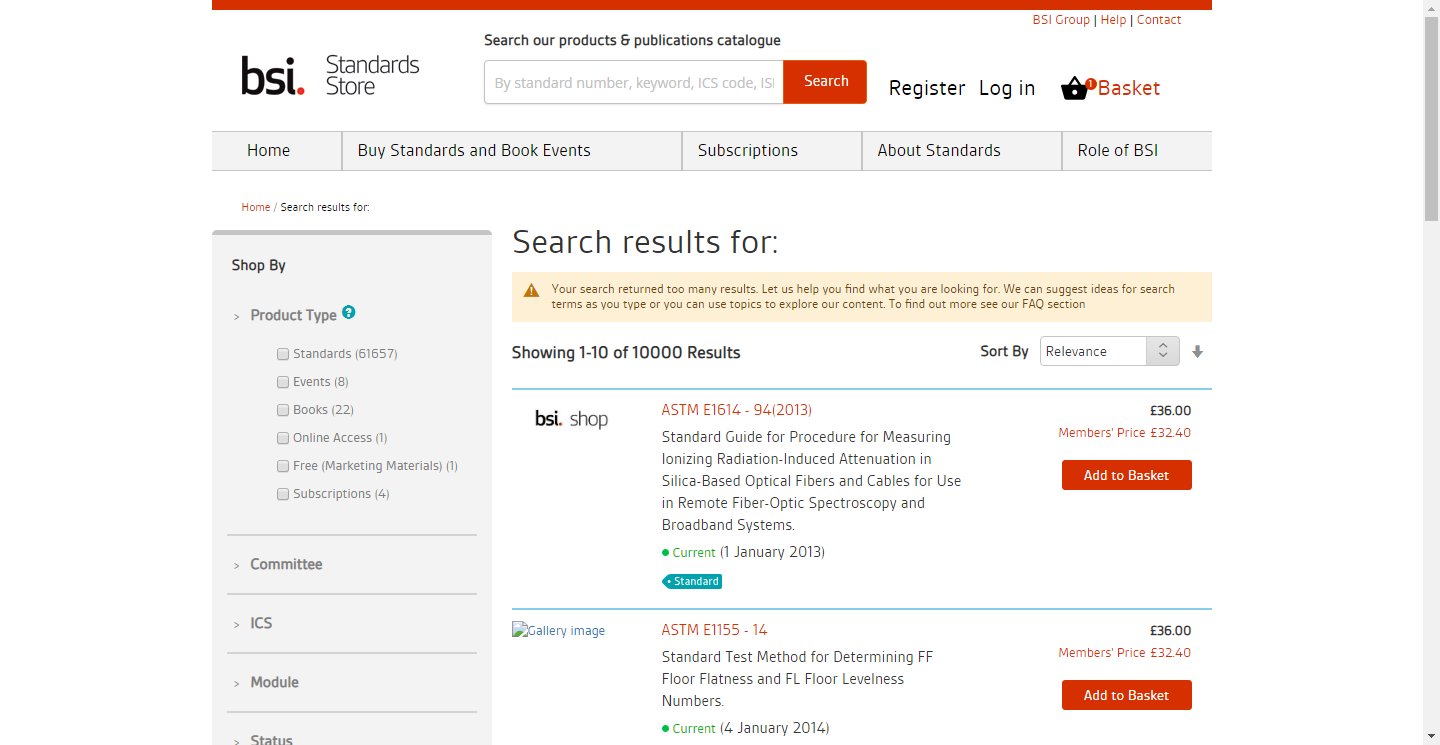 BSI Group | Help | Contact
Search our products & publications catalogue
bsi. Standards
Store
By standard number, keyword, ICS code, ISI
Search
Register Log in 1 Basket
Home
Buy Standards and Book Events
Subscriptions
About Standards
Role of BSI
Home / Search results for:
Shop By
> Product Type ?
Standards (61657)
Events (8)
Books (22)
Online Access (1)
Free (Marketing Materials) (1)
Subscriptions (4)
> Committee
> ICS
> Module
> Status
Search results for:
Your search returned too many results. Let us help you find what you are looking for. We can suggest ideas for search
terms as you type or you can use topics to explore our content. To find out more see our FAQ section
Showing 1-10 of 10000 Results
Sort By Relevance
bsi. shop
ASTM E1614 - 94(2013)
Standard Guide for Procedure for Measuring
Ionizing Radiation-Induced Attenuation in
Silica-Based Optical Fibers and Cables for Use
in Remote Fiber-Optic Spectroscopy and
Broadband Systems.
Current (1 January 2013)
Standard
£36.00
Members' Price £32.40
Add to Basket
Gallery image
ASTM E1155 - 14
Standard Test Method for Determining FF
Floor Flatness and FL Floor Levelness
Numbers.
Current (4 January 2014)
£36.00
Members' Price £32.40
Add to Basket